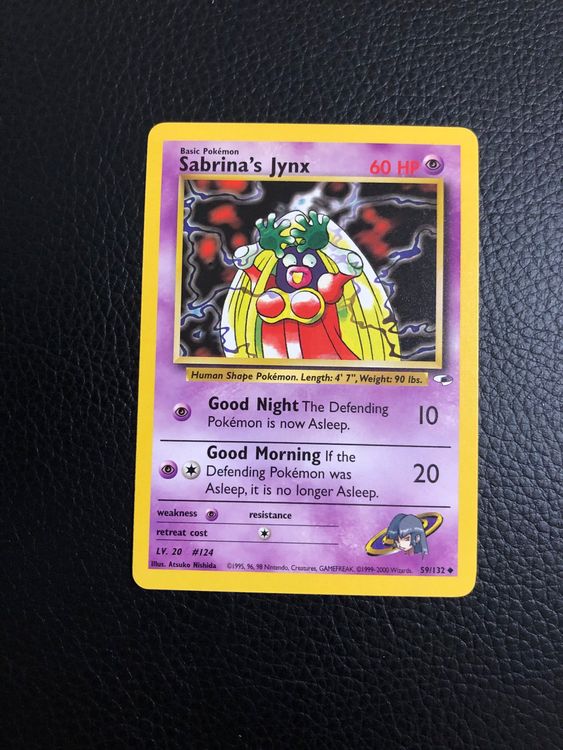 Basic Pokémon
Sabrina's Jynx 60 HP
Human Shape Pokémon. Length: 4' 7", Weight: 90 lbs.
Good Night The Defending
Pokémon is now Asleep. 10
Good Morning If the
Defending Pokémon was
Asleep, it is no longer Asleep. 20
weakness resistance
retreat cost
LV. 20 #124
Illus. Atsuko Nishida ©1995, 96, 98 Nintendo, Creatures, GAMEFREAK. ©1999-2000 Wizards. 59/132